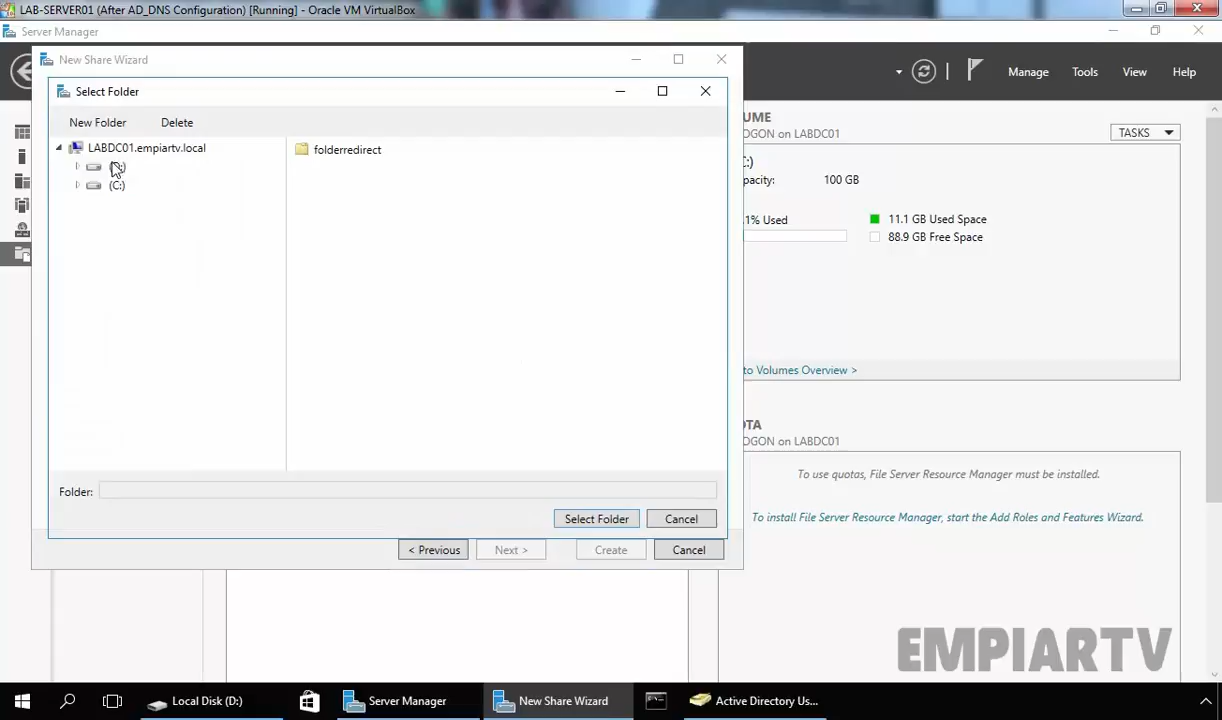 LAB-SERVER01 (After AD_DNS Configuration) [Running] - Oracle VM VirtualBox
Server Manager
New Share Wizard
Select Folder
Manage Tools View Help
New Folder Delete
LABDC01.empiartv.local
(C:)
folderredirect
UME
OGON on LABDC01
TASKS
:)
pacity: 100 GB
1% Used
11.1 GB Used Space
88.9 GB Free Space
to Volumes Overview >
OTA
OGON on LABDC01
To use quotas, File Server Resource Manager must be installed.
To install File Server Resource Manager, start the Add Roles and Features Wizard.
Folder:
Select Folder Cancel
< Previous Next > Create Cancel
EMPIARTV
Local Disk (D:)
Server Manager
New Share Wizard
Active Directory Us...